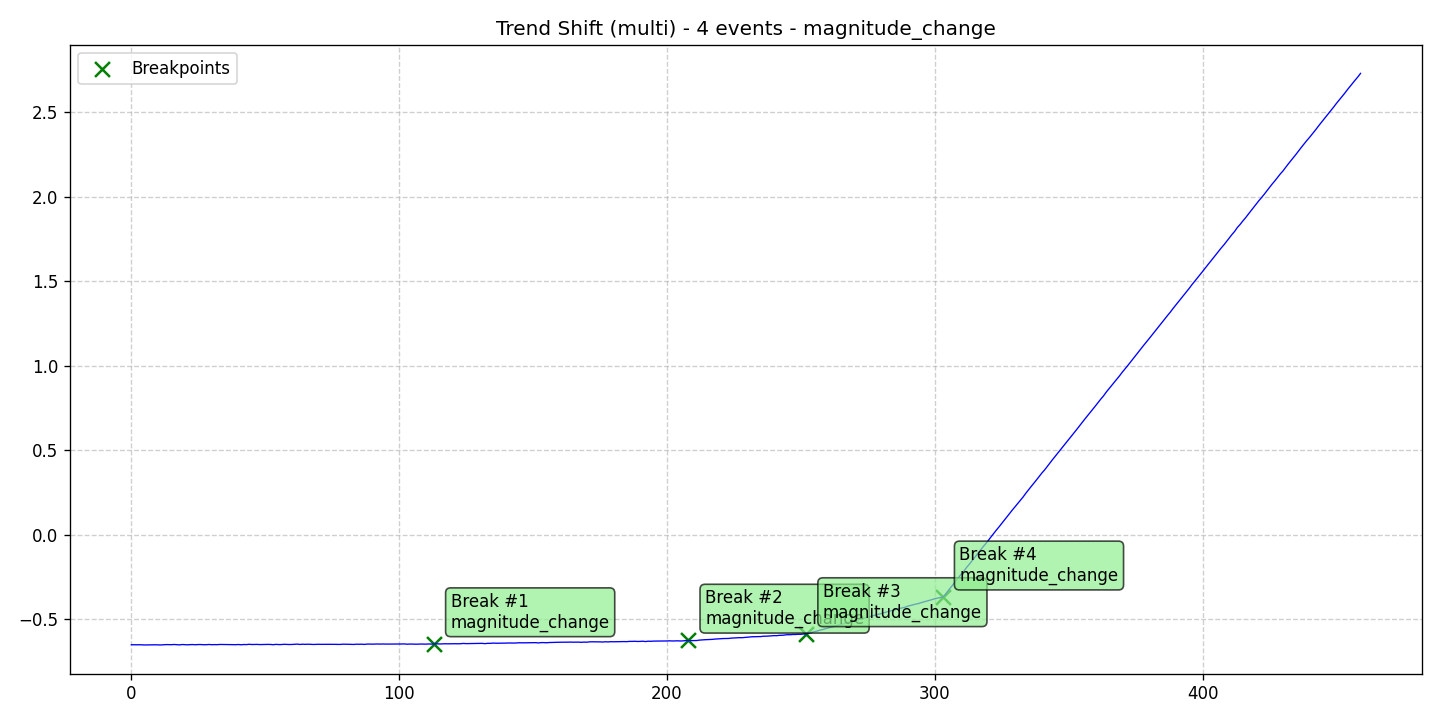 Trend Shift (multi) - 4 events - magnitude_change
Breakpoints
2.5
2.0
1.5
1.0
0.5
0.0
−0.5
Break #4
magnitude_change
Break #3
magnitude_change
Break #2
magnitude_change
Break #1
magnitude_change
0
100
200
300
400